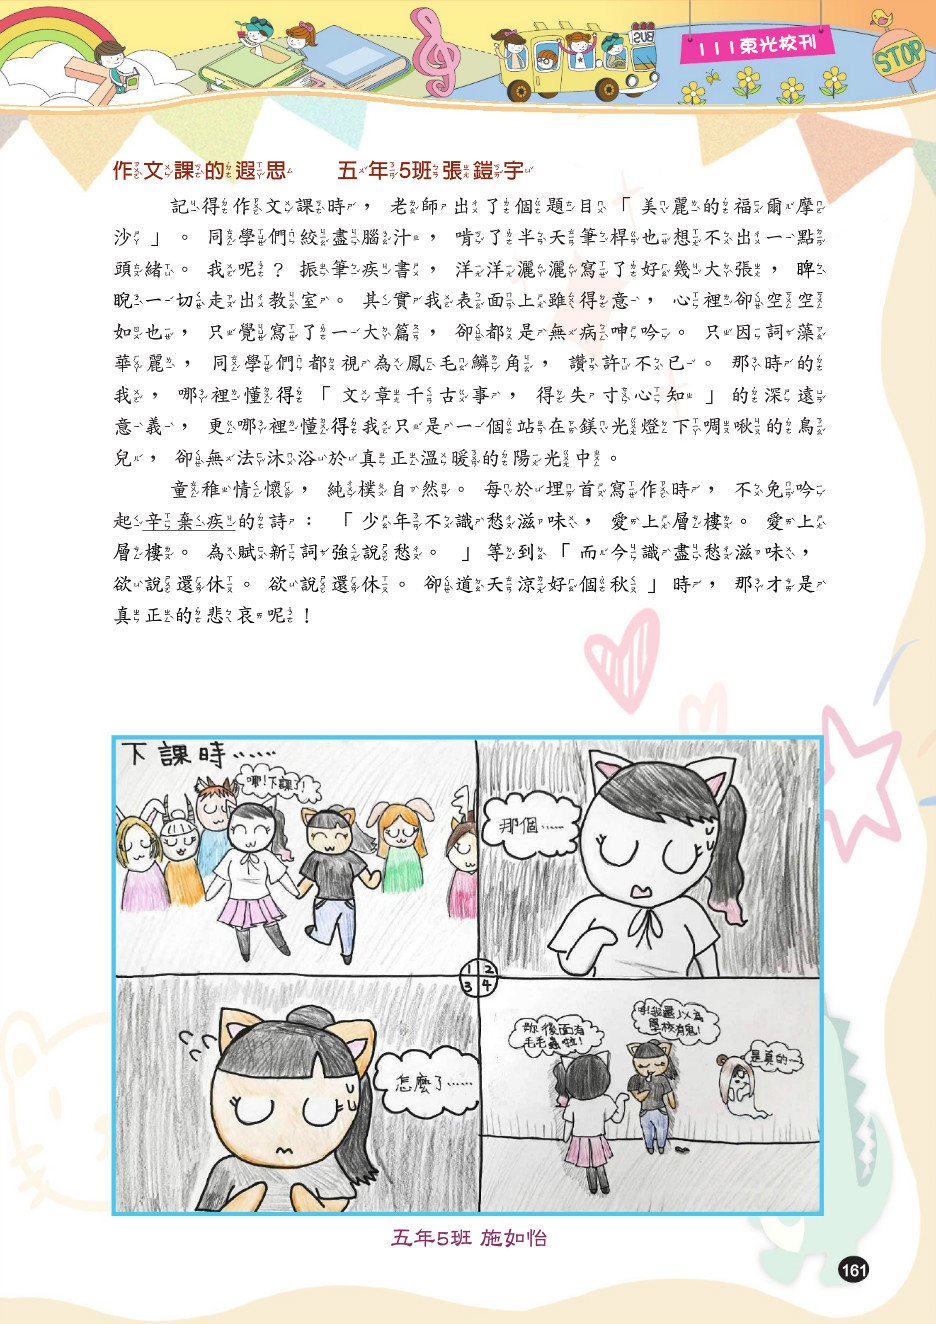 BUS
111東光校刊
STOP
作文課的遐思 五年5班張鎧宇
記得作文課時，老師出了個題目「美麗的福爾摩
沙」。同學們絞盡腦汁，啃了半天筆桿也想不出一點
頭緒。我呢？振筆疾書，洋洋灑灑寫了好幾大張，睥
睨一切走出教室。其實我表面上雖得意，心裡卻空空
如也，只覺寫了一大篇，卻都是無病呻吟。只因詞藻
華麗，同學們都視為鳳毛麟角，讚許不已。那時的
我，哪裡懂得「文章千古事，得失寸心知」的深遠
意義，更哪裡懂得我只是一個站在鎂光燈下啁啾的鳥
兒，卻無法沐浴於真正溫暖的陽光中。
童稚情懷，純樸自然。每於埋首寫作時，不免吟
起辛棄疾的詩：「少年不識愁滋味，愛上層樓。愛上
層樓。為賦新詞強說愁。」等到「而今識盡愁滋味，
欲說還休。欲說還休。卻道天涼好個秋」時，那才是
真正的悲哀呢！
下課時……
耶！下課了！
那個……
1 2
3 4
怎麼了……
妳後面有
毛毛蟲啦！
我還以為
學校有鬼！
是真的~
五年5班 施如怡
161